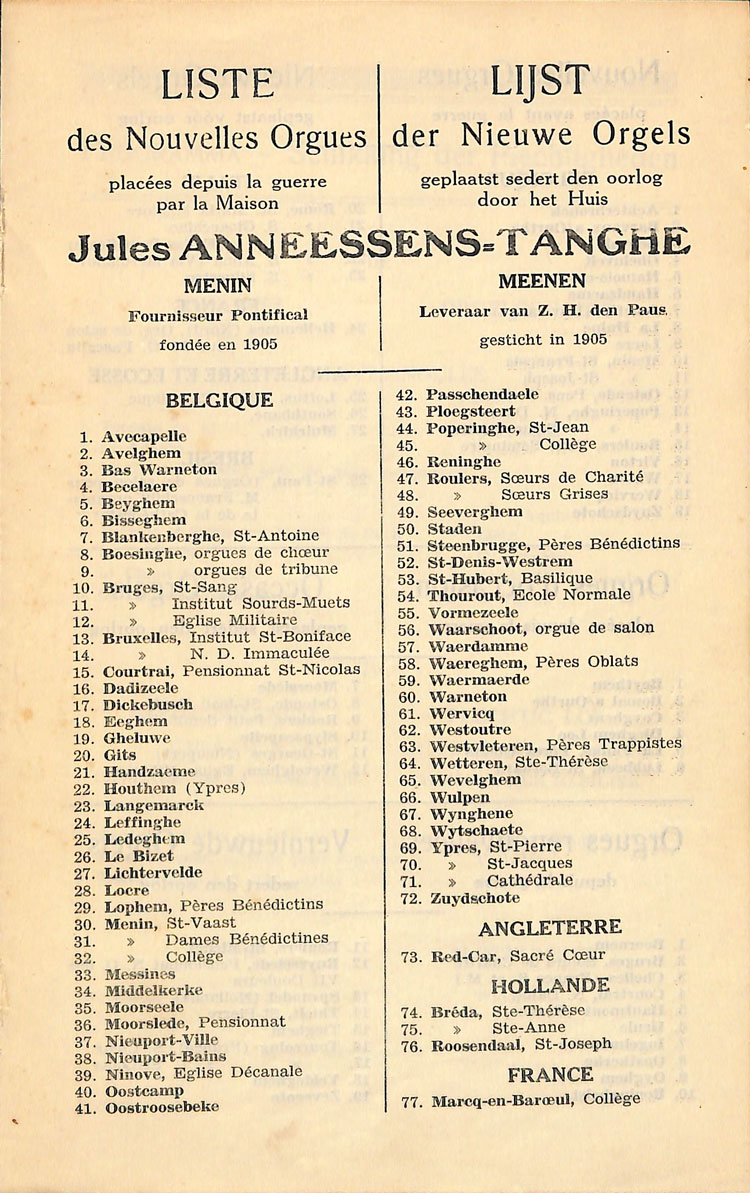 LISTE
des Nouvelles Orgues
placées depuis la guerre
par la Maison
LIJST
der Nieuwe Orgels
geplaatst sedert den oorlog
door het Huis
Jules ANNEESSENS-TANGHE
MENIN
Fournisseur Pontifical
fondée en 1905
MEENEN
Leveraar van Z. H. den Paus
gesticht in 1905
BELGIQUE
1. Avecapelle
2. Avelghem
3. Bas Warneton
4. Becelaere
5. Beyghem
6. Bisseghem
7. Blankenberghe, St-Antoine
8. Boesinghe, orgues de chœur
9. » orgues de tribune
10. Bruges, St-Sang
11. » Institut Sourds-Muets
12. » Eglise Militaire
13. Bruxelles, Institut St-Boniface
14. » N. D. Immaculée
15. Courtrai, Pensionnat St-Nicolas
16. Dadizeele
17. Dickebusch
18. Eeghem
19. Gheluwe
20. Gits
21. Handzaeme
22. Houthem (Ypres)
23. Langemarck
24. Leffinghe
25. Ledeghem
26. Le Bizet
27. Lichtervelde
28. Locre
29. Lophem, Pères Bénédictins
30. Menin, St-Vaast
31. » Dames Bénédictines
32. » Collège
33. Messines
34. Middelkerke
35. Moorseele
36. Moorslede, Pensionnat
37. Nieuport-Ville
38. Nieuport-Bains
39. Ninove, Eglise Décanale
40. Oostcamp
41. Oostroosebeke
42. Passchendaele
43. Ploegsteert
44. Poperinghe, St-Jean
45. » Collège
46. Reninghe
47. Roulers, Sœurs de Charité
48. » Sœurs Grises
49. Seeverghem
50. Staden
51. Steenbrugge, Pères Bénédictins
52. St-Denis-Westrem
53. St-Hubert, Basilique
54. Thourout, Ecole Normale
55. Vormezeele
56. Waarschoot, orgue de salon
57. Waerdamme
58. Waereghem, Pères Oblats
59. Waermaerde
60. Warneton
61. Wervicq
62. Westoutre
63. Westvleteren, Pères Trappistes
64. Wetteren, Ste-Thérèse
65. Wevelghem
66. Wulpen
67. Wynghene
68. Wytschaete
69. Ypres, St-Pierre
70. » St-Jacques
71. » Cathédrale
72. Zuydschote
ANGLETERRE
73. Red-Car, Sacré Cœur
HOLLANDE
74. Bréda, Ste-Thérèse
75. » Ste-Anne
76. Roosendaal, St-Joseph
FRANCE
77. Marcq-en-Barœul, Collège